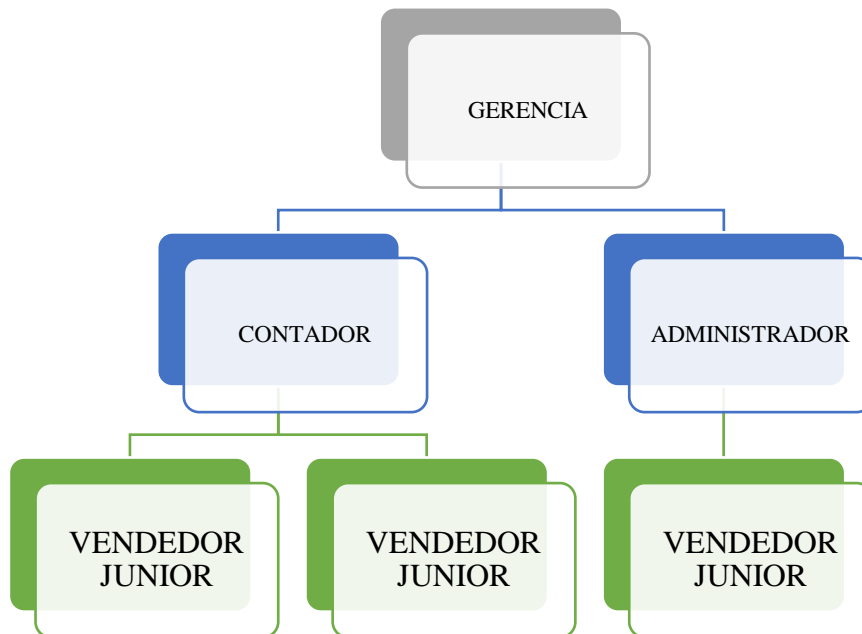 GERENCIA
CONTADOR
ADMINISTRADOR
VENDEDOR
JUNIOR
VENDEDOR
JUNIOR
VENDEDOR
JUNIOR